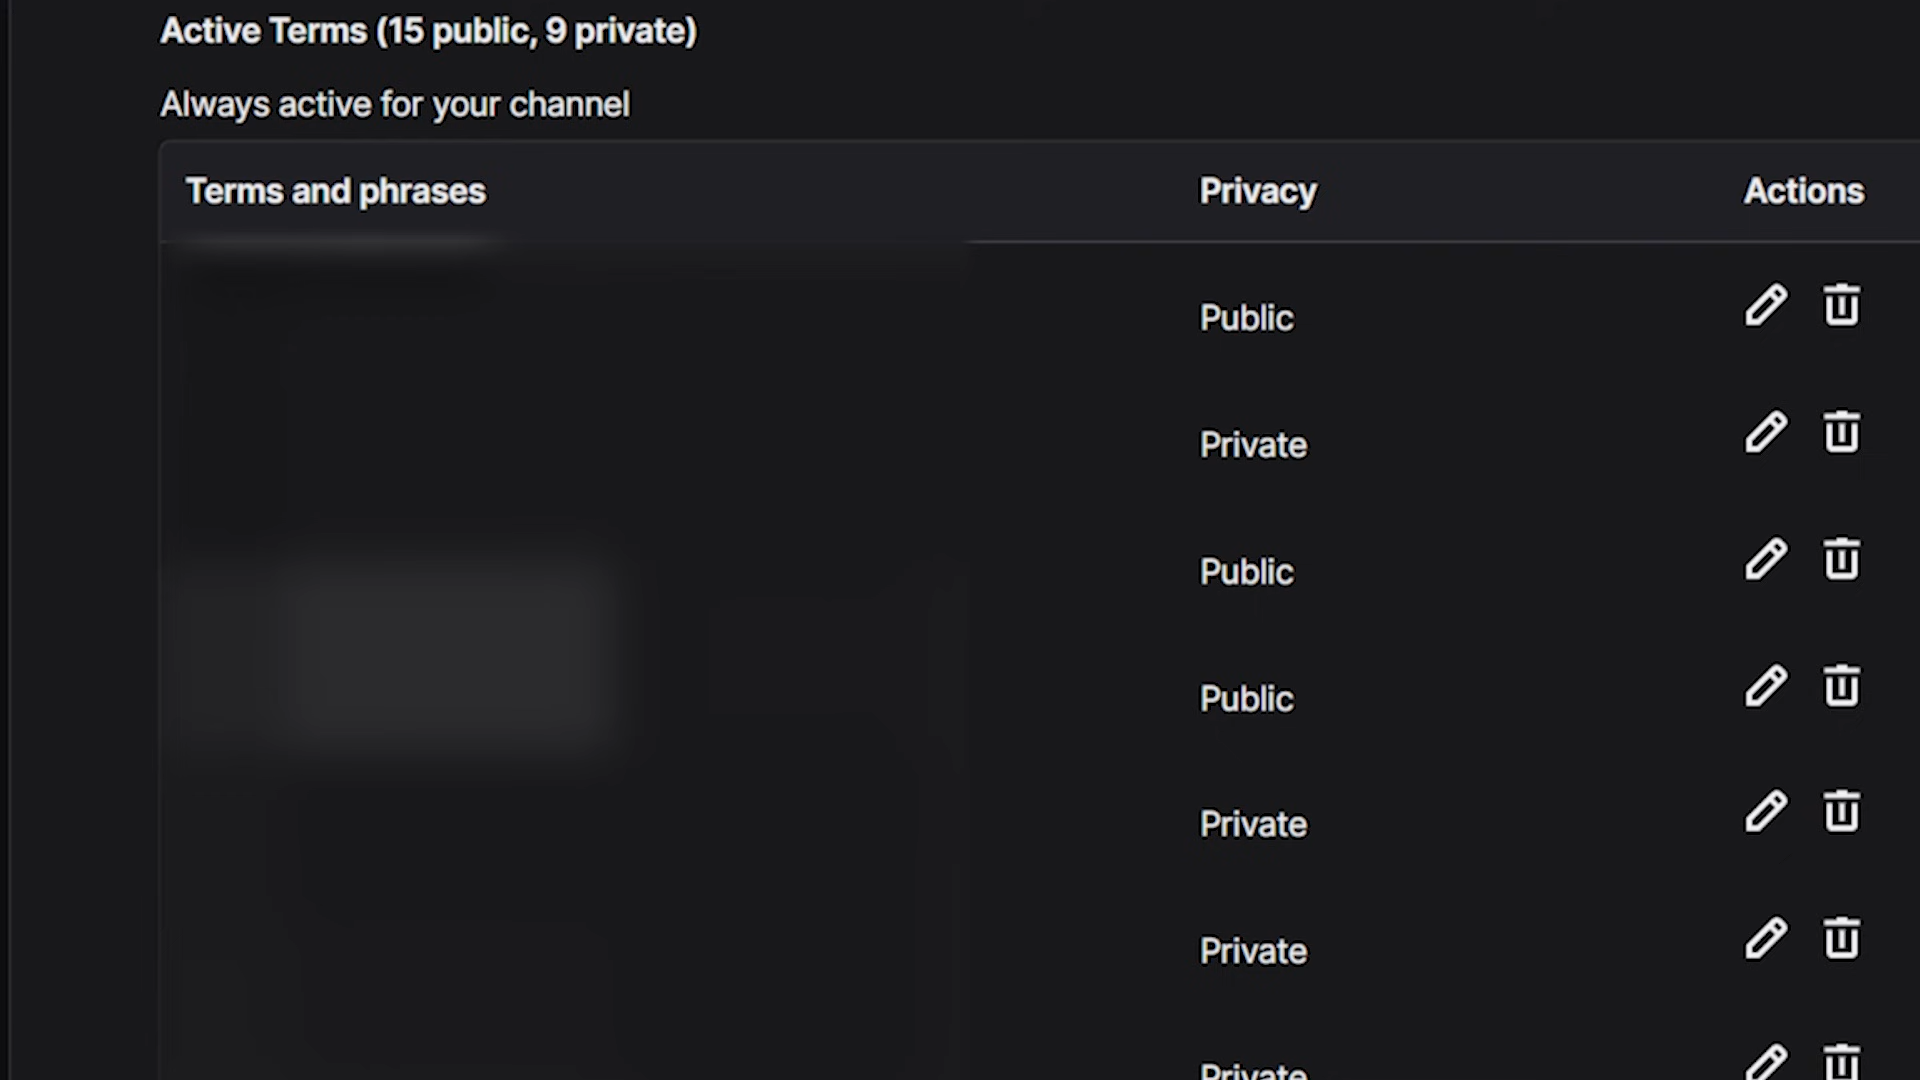 Active Terms (15 public, 9 private)
Always active for your channel
Terms and phrases Privacy Actions
Public
Private
Public
Public
Private
Private
Private